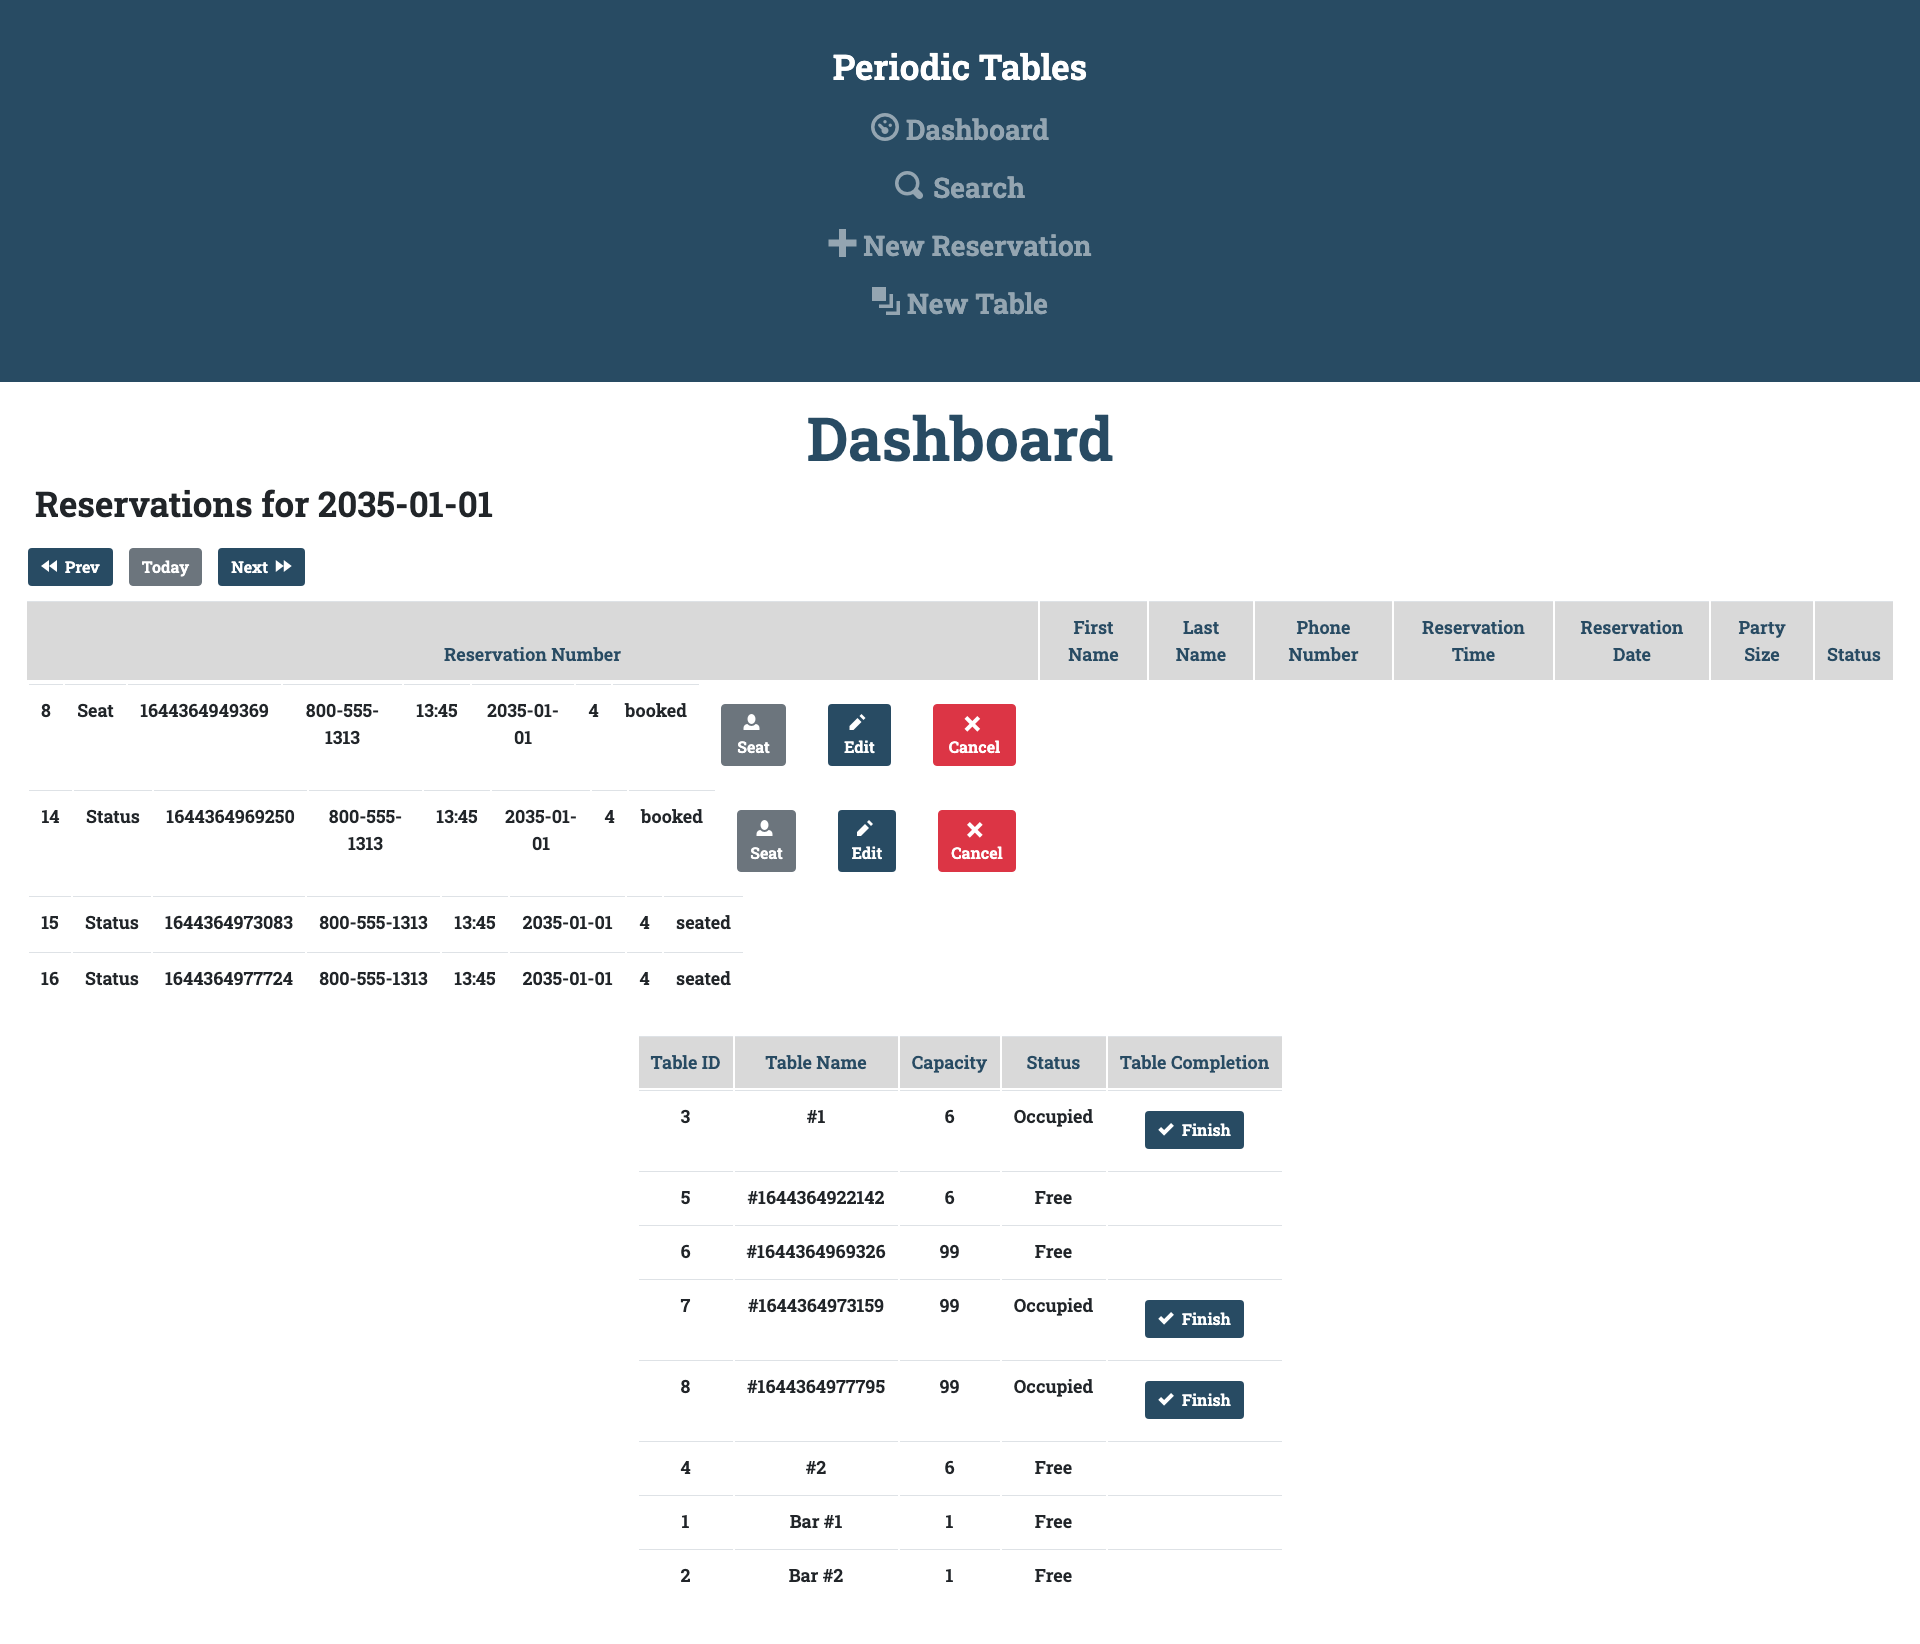 Periodic Tables
Dashboard
Search
New Reservation
New Table
Dashboard
Reservations for 2035-01-01
Prev Today Next
Reservation Number First Name Last Name Phone Number Reservation Time Reservation Date Party Size Status
8 Seat 1644364949369 800-555-1313 13:45 2035-01-01 4 booked Seat Edit Cancel
14 Status 1644364969250 800-555-1313 13:45 2035-01-01 4 booked Seat Edit Cancel
15 Status 1644364973083 800-555-1313 13:45 2035-01-01 4 seated
16 Status 1644364977724 800-555-1313 13:45 2035-01-01 4 seated
Table ID Table Name Capacity Status Table Completion
3 #1 6 Occupied Finish
5 #1644364922142 6 Free
6 #1644364969326 99 Free
7 #1644364973159 99 Occupied Finish
8 #1644364977795 99 Occupied Finish
4 #2 6 Free
1 Bar #1 1 Free
2 Bar #2 1 Free